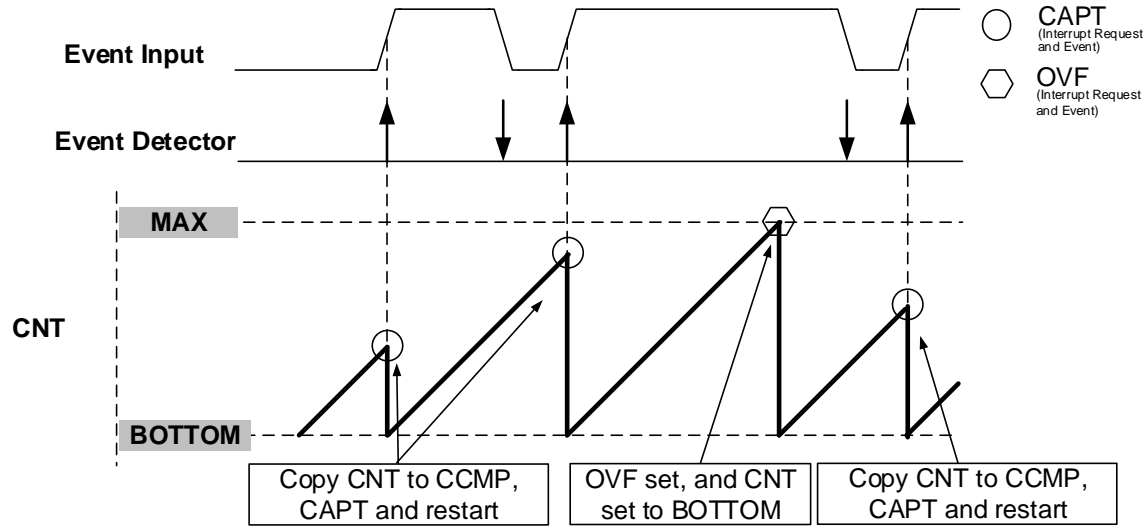 CAPT
(Interrupt Request
and Event)
Event Input
OVF
(Interrupt Request
and Event)
Event Detector
MAX
CNT
BOTTOM
Copy CNT to CCMP,
CAPT and restart
OVF set, and CNT
set to BOTTOM
Copy CNT to CCMP,
CAPT and restart